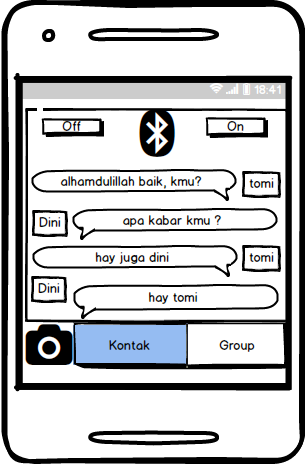 18:41
Off
On
alhamdulillah baik, kmu?
tomi
Dini
apa kabar kmu ?
hay juga dini
tomi
Dini
hay tomi
Kontak
Group